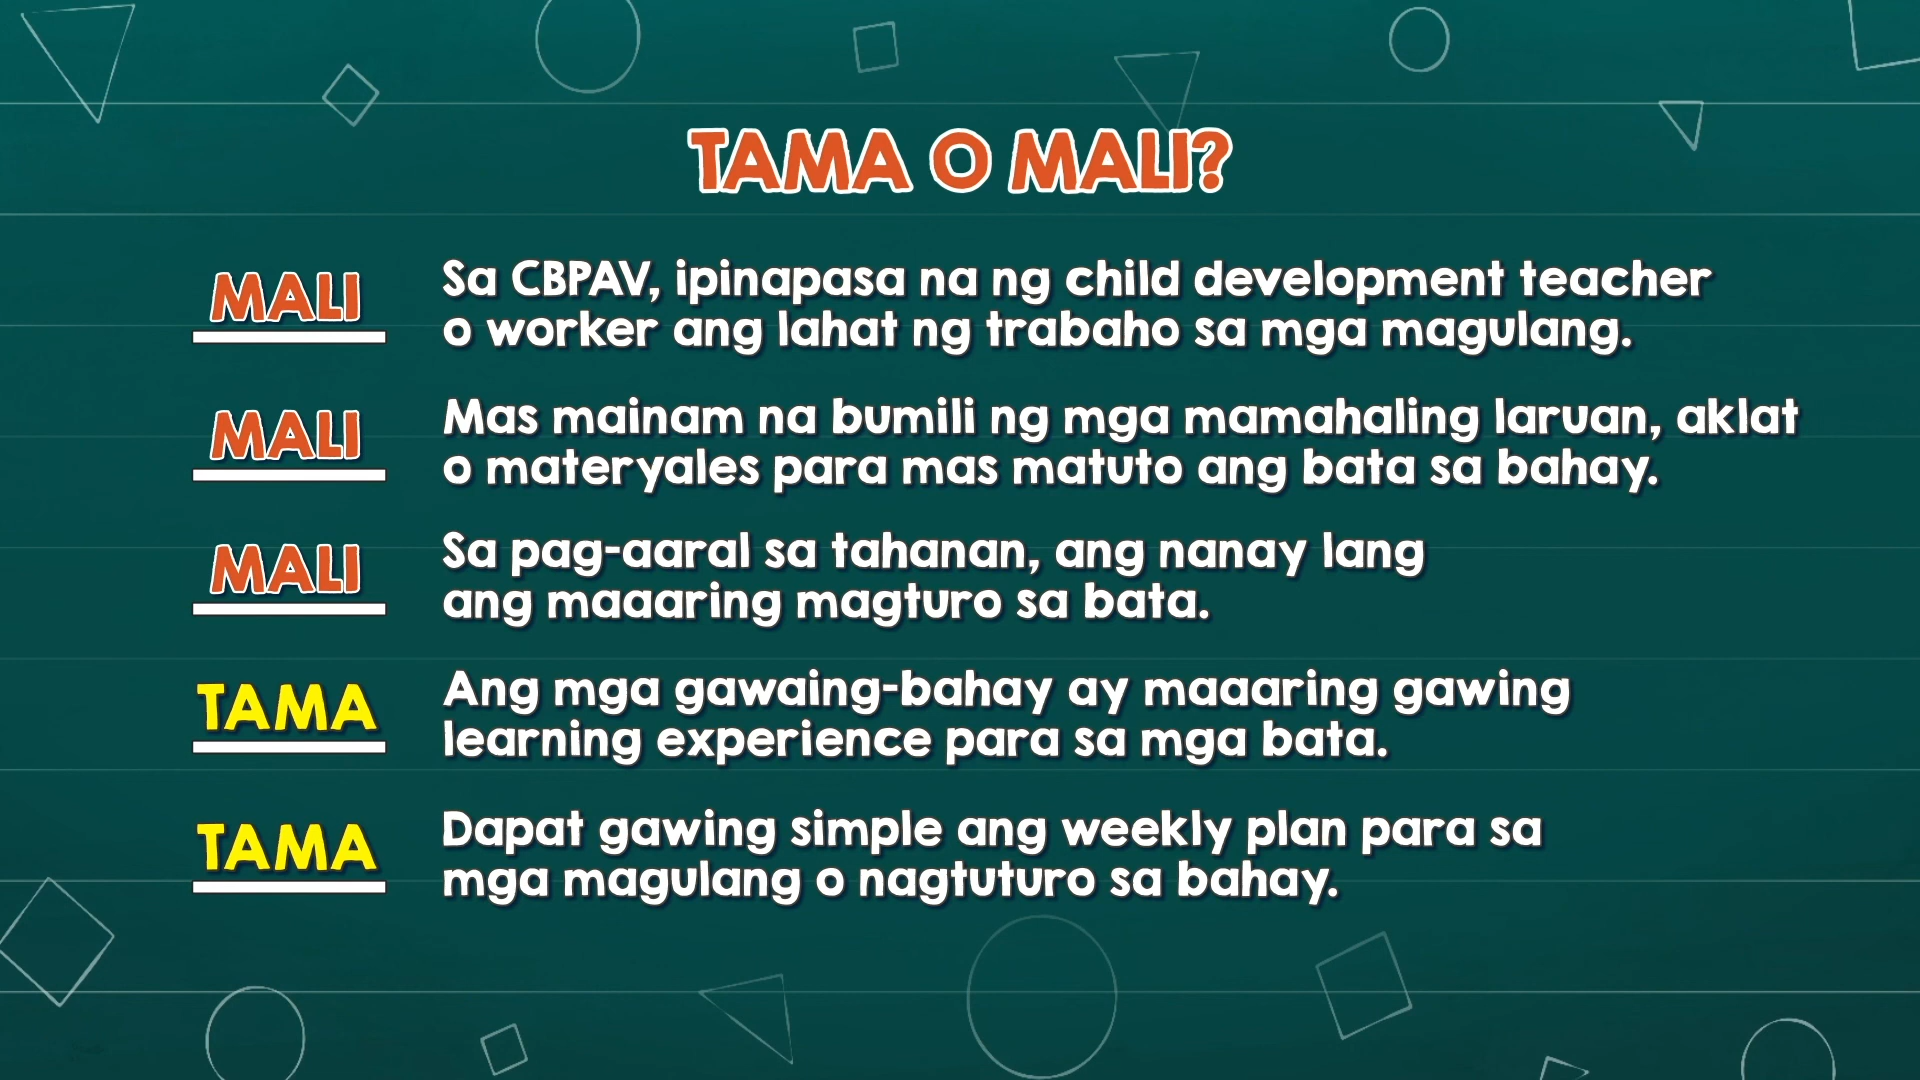 TAMA O MALI?
MALI
Sa CBPAV, ipinapasa na ng child development teacher
o worker ang lahat ng trabaho sa mga magulang.
MALI
Mas mainam na bumili ng mga mamahaling laruan, aklat
o materyales para mas matuto ang bata sa bahay.
MALI
Sa pag-aaral sa tahanan, ang nanay lang
ang maaaring magturo sa bata.
TAMA
Ang mga gawaing-bahay ay maaaring gawing
learning experience para sa mga bata.
TAMA
Dapat gawing simple ang weekly plan para sa
mga magulang o nagtuturo sa bahay.